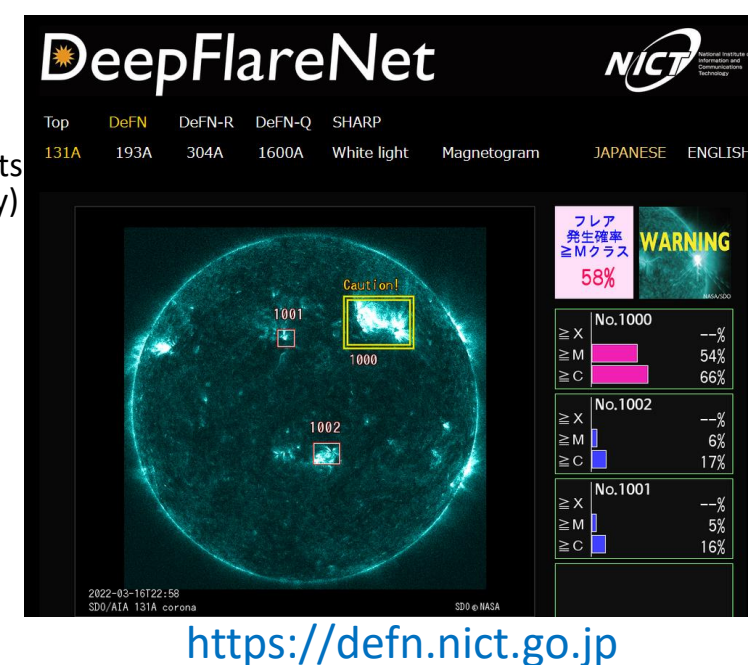 DeepFlareNet
NICT
National Institute of
Information and
Communications
Technology
Top DeFN DeFN-R DeFN-Q SHARP
131A 193A 304A 1600A White light Magnetogram JAPANESE ENGLISH
ts
y)
フレア
発生確率
≧Mクラス
58%
WARNING
NASA/SDO
Caution!
1001
1000
1002
No.1000
≧X --%
≧M 54%
≧C 66%
No.1002
≧X --%
≧M 6%
≧C 17%
No.1001
≧X --%
≧M 5%
≧C 16%
2022-03-16T22:58
SDO/AIA 131A corona
SDO©NASA
https://defn.nict.go.jp